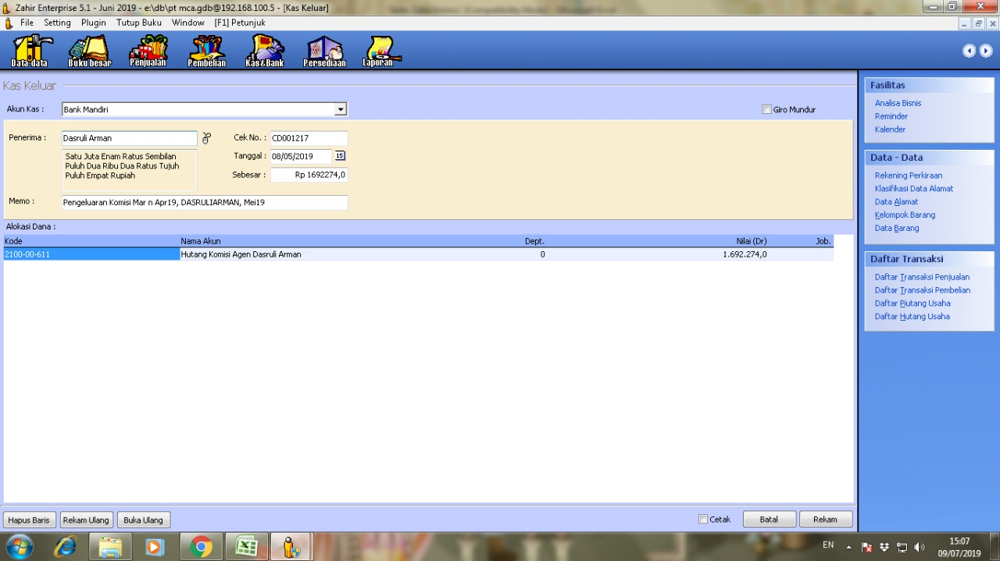 Zahir Enterprise 5.1 - Juni 2019 - e:\db\pt mca.gdb@192.168.100.5 - [Kas Keluar]
File Setting Plugin Tutup Buku Window [F1] Petunjuk
Data-data Buku besar Penjualan Pembelian Kas&Bank Persediaan Laporan
Kas Keluar
Akun Kas : Bank Mandiri Giro Mundur
Penerima : Dasruli Arman Cek No. : CD001217
Satu Juta Enam Ratus Sembilan
Puluh Dua Ribu Dua Ratus Tujuh
Puluh Empat Rupiah
Tanggal : 08/05/2019 15
Sebesar : Rp 1692274,0
Memo : Pengeluaran Komisi Mar n Apr19, DASRULIARMAN, Mei19
Alokasi Dana :
Kode Nama Akun Dept. Nilai (Dr) Job.
2100-00-611 Hutang Komisi Agen Dasruli Arman 0 1.692.274,0
Hapus Baris Rekam Ulang Buka Ulang Cetak Batal Rekam
Fasilitas
Analisa Bisnis
Reminder
Kalender
Data - Data
Rekening Perkiraan
Klasifikasi Data Alamat
Data Alamat
Kelompok Barang
Data Barang
Daftar Transaksi
Daftar Transaksi Penjualan
Daftar Transaksi Pembelian
Daftar Piutang Usaha
Daftar Hutang Usaha
EN 15:07
09/07/2019